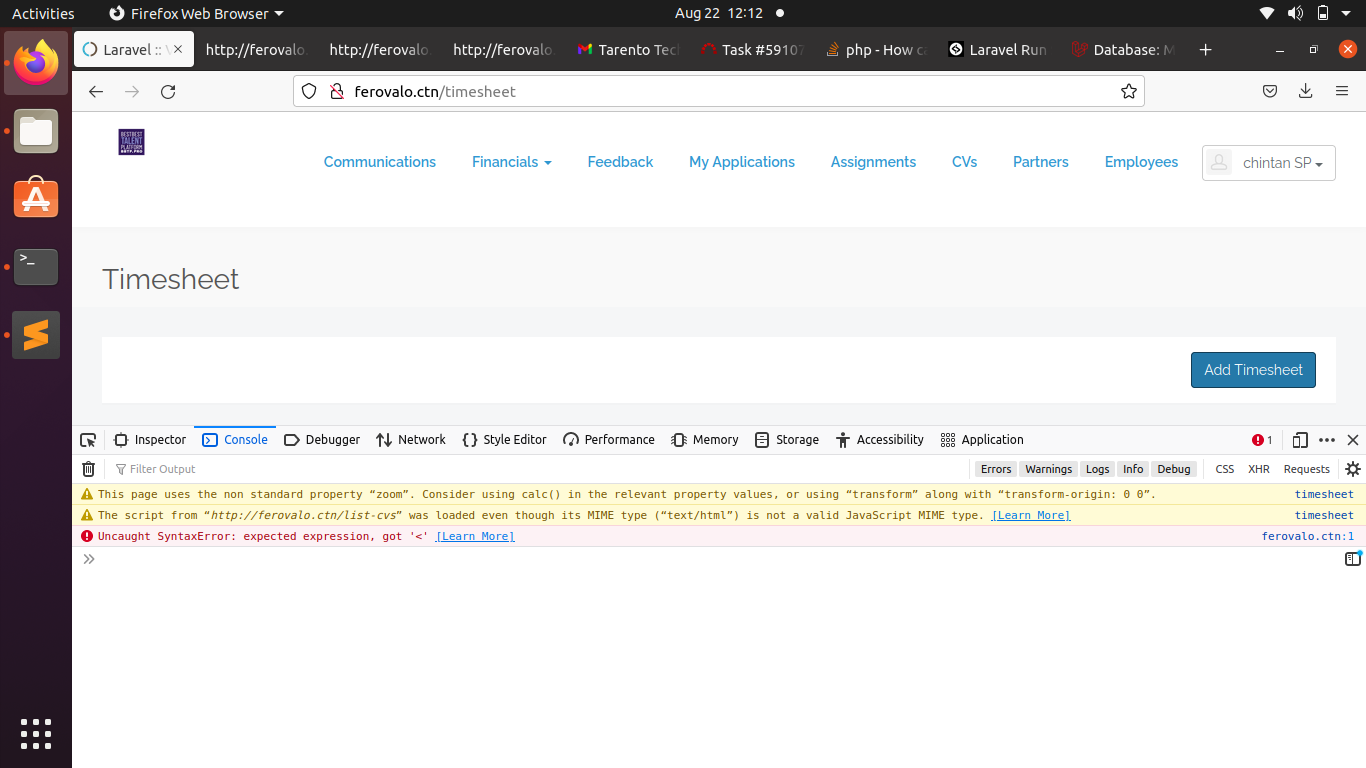 Activities
Firefox Web Browser
Aug 22 12:12
Laravel ::
http://ferovalo.
http://ferovalo.
http://ferovalo.
Tarento Tec
Task #59107
php - How ca
Laravel Run
Database: M
ferovalo.ctn/timesheet
BESTBEST
TALENT
PLATFORM
BBTP.PRO
Communications
Financials
Feedback
My Applications
Assignments
CVs
Partners
Employees
chintan SP
Timesheet
Add Timesheet
Inspector
Console
Debugger
Network
Style Editor
Performance
Memory
Storage
Accessibility
Application
1
Filter Output
Errors
Warnings
Logs
Info
Debug
CSS
XHR
Requests
This page uses the non standard property “zoom”. Consider using calc() in the relevant property values, or using “transform” along with “transform-origin: 0 0”.
timesheet
The script from “http://ferovalo.ctn/list-cvs” was loaded even though its MIME type (“text/html”) is not a valid JavaScript MIME type. [Learn More]
timesheet
Uncaught SyntaxError: expected expression, got '<' [Learn More]
ferovalo.ctn:1